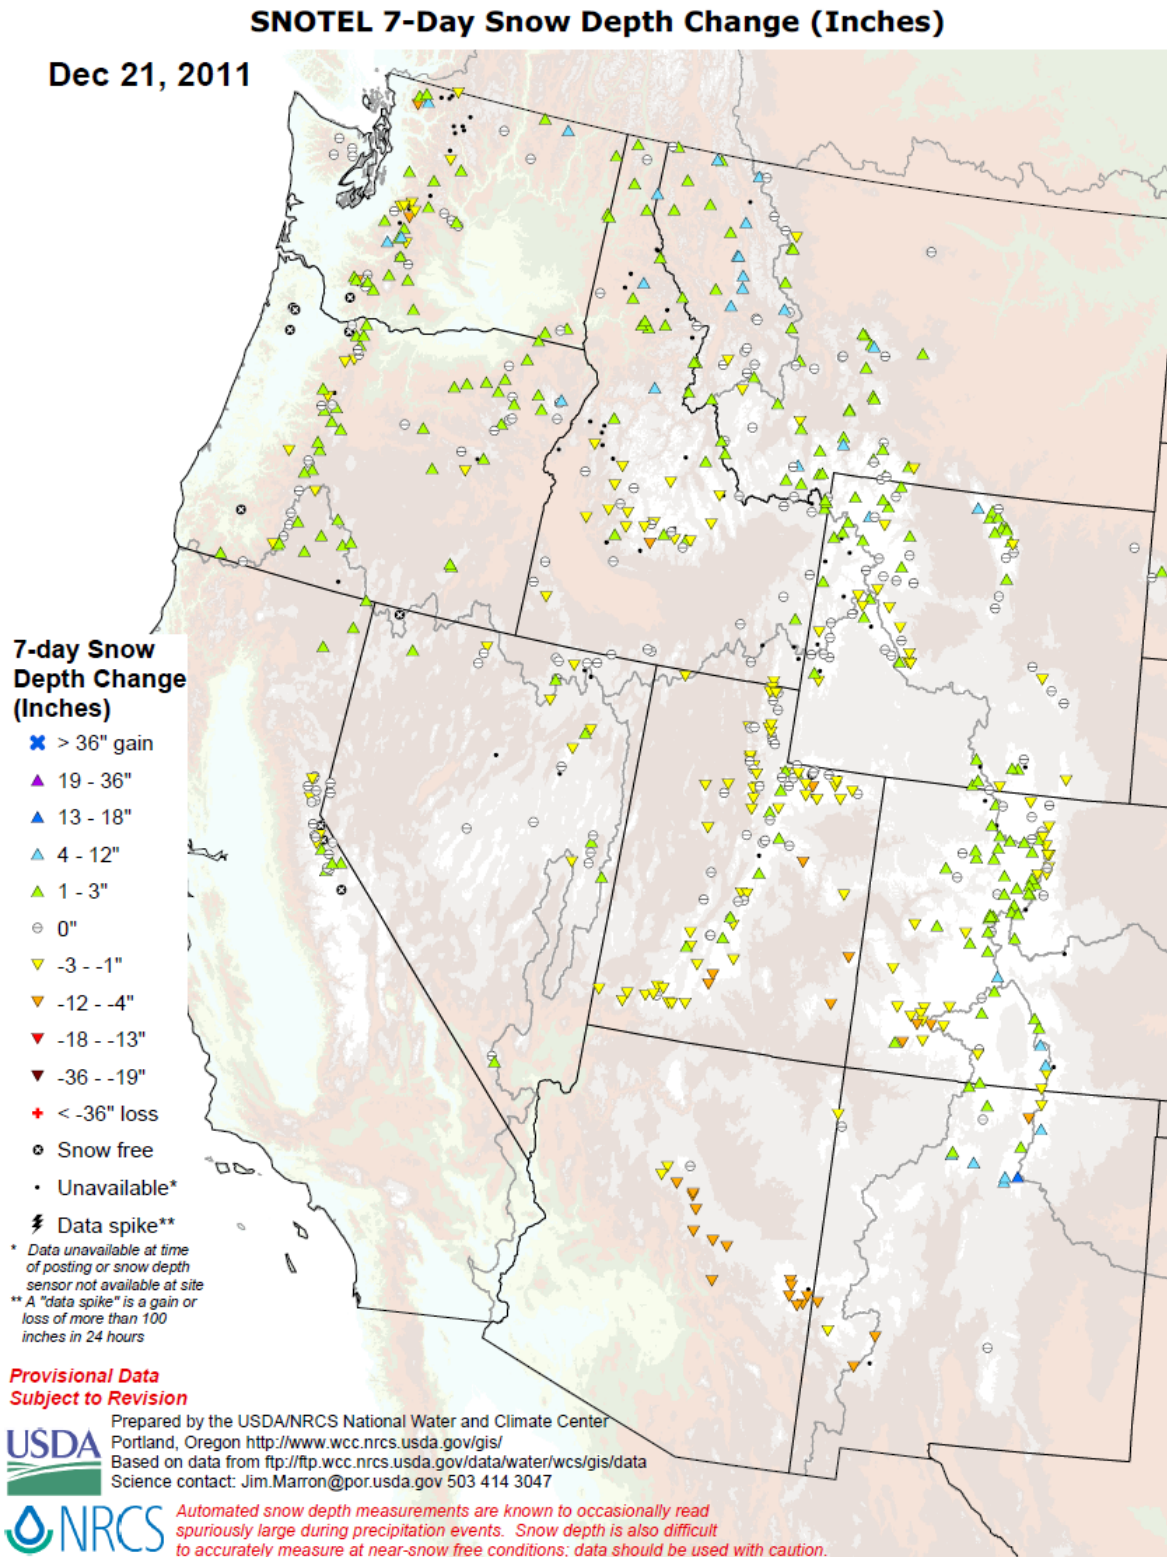 SNOTEL 7-Day Snow Depth Change (Inches)
Dec 21, 2011
7-day Snow
Depth Change
(Inches)
> 36" gain
19 - 36"
13 - 18"
4 - 12"
1 - 3"
0"
-3 - -1"
-12 - -4"
-18 - -13"
-36 - -19"
< -36" loss
Snow free
Unavailable*
Data spike**
* Data unavailable at time
of posting or snow depth
sensor not available at site
** A "data spike" is a gain or
loss of more than 100
inches in 24 hours
Provisional Data
Subject to Revision
USDA
Prepared by the USDA/NRCS National Water and Climate Center
Portland, Oregon http://www.wcc.nrcs.usda.gov/gis/
Based on data from ftp://ftp.wcc.nrcs.usda.gov/data/water/wcs/gis/data
Science contact: Jim.Marron@por.usda.gov 503 414 3047
NRCS
Automated snow depth measurements are known to occasionally read
spuriously large during precipitation events. Snow depth is also difficult
to accurately measure at near-snow free conditions; data should be used with caution.